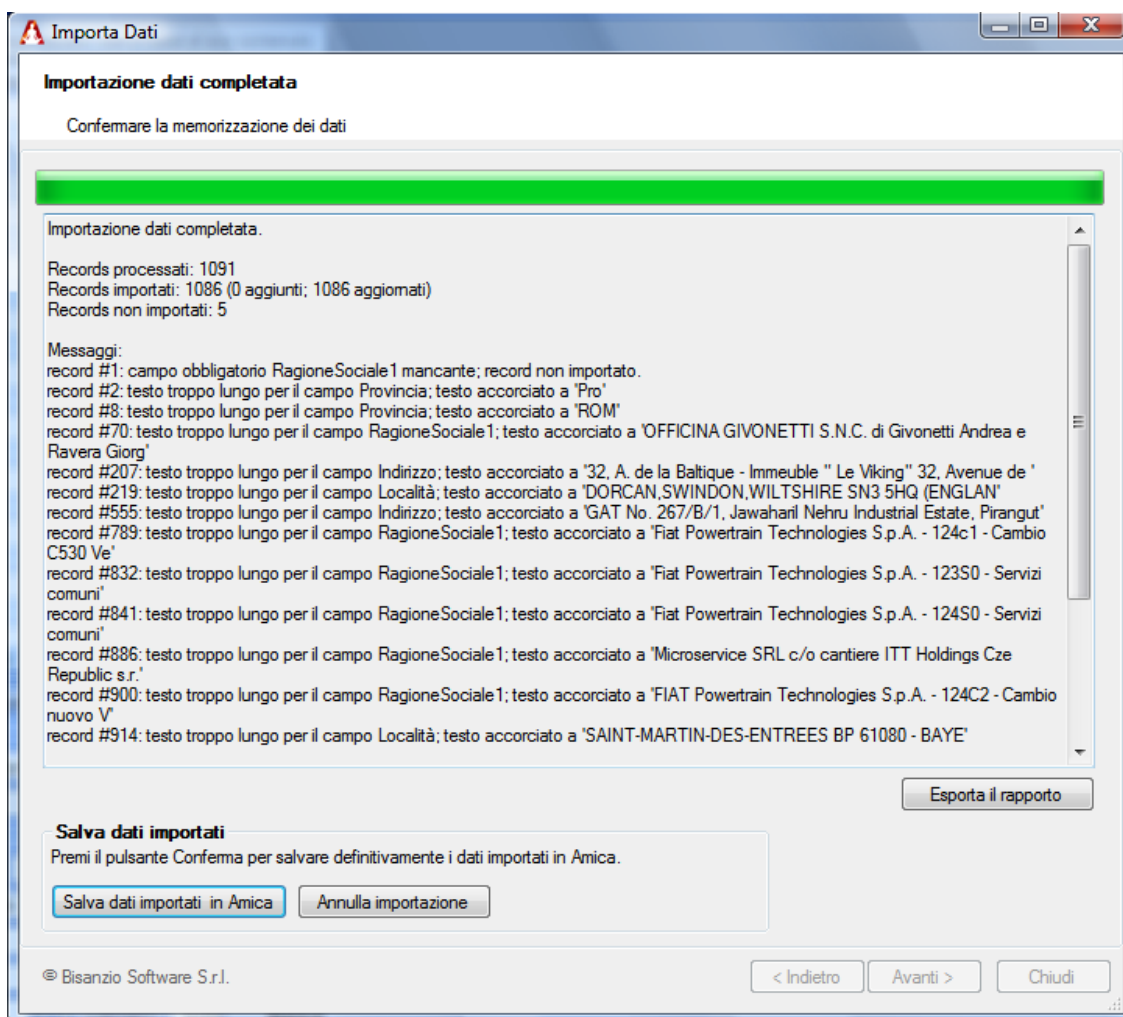 Importa Dati
Importazione dati completata
Confermare la memorizzazione dei dati
Importazione dati completata.
Records processati: 1091
Records importati: 1086 (0 aggiunti; 1086 aggiornati)
Records non importati: 5
Messaggi:
record #1: campo obbligatorio RagioneSociale1 mancante; record non importato.
record #2: testo troppo lungo per il campo Provincia; testo accorciato a 'Pro'
record #8: testo troppo lungo per il campo Provincia; testo accorciato a 'ROM'
record #70: testo troppo lungo per il campo RagioneSociale1; testo accorciato a 'OFFICINA GIVONETTI S.N.C. di Givonetti Andrea e
Ravera Giorg'
record #207: testo troppo lungo per il campo Indirizzo; testo accorciato a '32, A. de la Baltique - Immeuble " Le Viking" 32, Avenue de '
record #219: testo troppo lungo per il campo Località; testo accorciato a 'DORCAN,SWINDON,WILTSHIRE SN3 5HQ (ENGLAN'
record #555: testo troppo lungo per il campo Indirizzo; testo accorciato a 'GAT No. 267/B/1, Jawaharil Nehru Industrial Estate, Pirangut'
record #789: testo troppo lungo per il campo RagioneSociale1; testo accorciato a 'Fiat Powertrain Technologies S.p.A. - 124c1 - Cambio
C530 Ve'
record #832: testo troppo lungo per il campo RagioneSociale1; testo accorciato a 'Fiat Powertrain Technologies S.p.A. - 123S0 - Servizi
comuni'
record #841: testo troppo lungo per il campo RagioneSociale1; testo accorciato a 'Fiat Powertrain Technologies S.p.A. - 124S0 - Servizi
comuni'
record #886: testo troppo lungo per il campo RagioneSociale1; testo accorciato a 'Microservice SRL c/o cantiere ITT Holdings Cze
Republic s.r.'
record #900: testo troppo lungo per il campo RagioneSociale1; testo accorciato a 'FIAT Powertrain Technologies S.p.A. - 124C2 - Cambio
nuovo V'
record #914: testo troppo lungo per il campo Località; testo accorciato a 'SAINT-MARTIN-DES-ENTREES BP 61080 - BAYE'
Esporta il rapporto
Salva dati importati
Premi il pulsante Conferma per salvare definitivamente i dati importati in Amica.
Salva dati importati in Amica
Annulla importazione
© Bisanzio Software S.r.l.
< Indietro
Avanti >
Chiudi